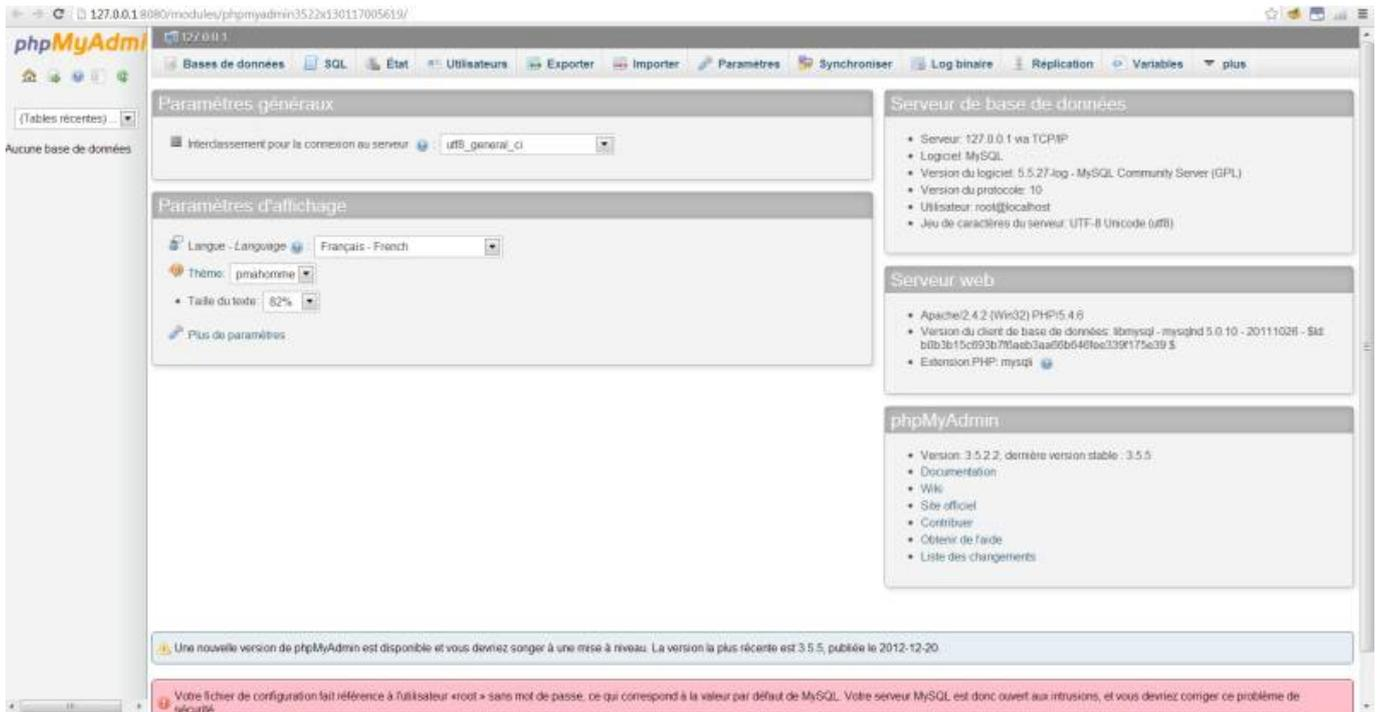 127.0.0.1:8080/modules/phpmyadmin3522x130117005619/
phpMyAdmi
127.0.0.1
Bases de données SQL État Utilisateurs Exporter Importer Paramètres Synchroniser Log binaire Réplication Variables plus
(Tables récentes) ...
Aucune base de données
Paramètres généraux
Interclassement pour la connexion au serveur : utf8_general_ci
Paramètres d'affichage
Langue - Language : Français - French
Thème: pmahomme
Taille du texte: 82%
Plus de paramètres
Serveur de base de données
Serveur: 127.0.0.1 via TCP/IP
Logiciel: MySQL
Version du logiciel: 5.5.27-log - MySQL Community Server (GPL)
Version du protocole: 10
Utilisateur: root@localhost
Jeu de caractères du serveur: UTF-8 Unicode (utf8)
Serveur web
Apache/2.4.2 (Win32) PHP/5.4.6
Version du client de base de données: libmysql - mysqlnd 5.0.10 - 20111026 - $Id:
Extension PHP: mysqli
phpMyAdmin
Version: 3.5.2.2, dernière version stable : 3.5.5
Documentation
Wiki
Site officiel
Contribuer
Obtenir de l'aide
Liste des changements
Une nouvelle version de phpMyAdmin est disponible et vous devriez songer à une mise à niveau. La version la plus récente est 3.5.5, publiée le 2012-12-20.
Votre fichier de configuration fait référence à l'utilisateur «root » sans mot de passe, ce qui correspond à la valeur par défaut de MySQL. Votre serveur MySQL est donc ouvert aux intrusions, et vous devriez corriger ce problème de
sécurité.